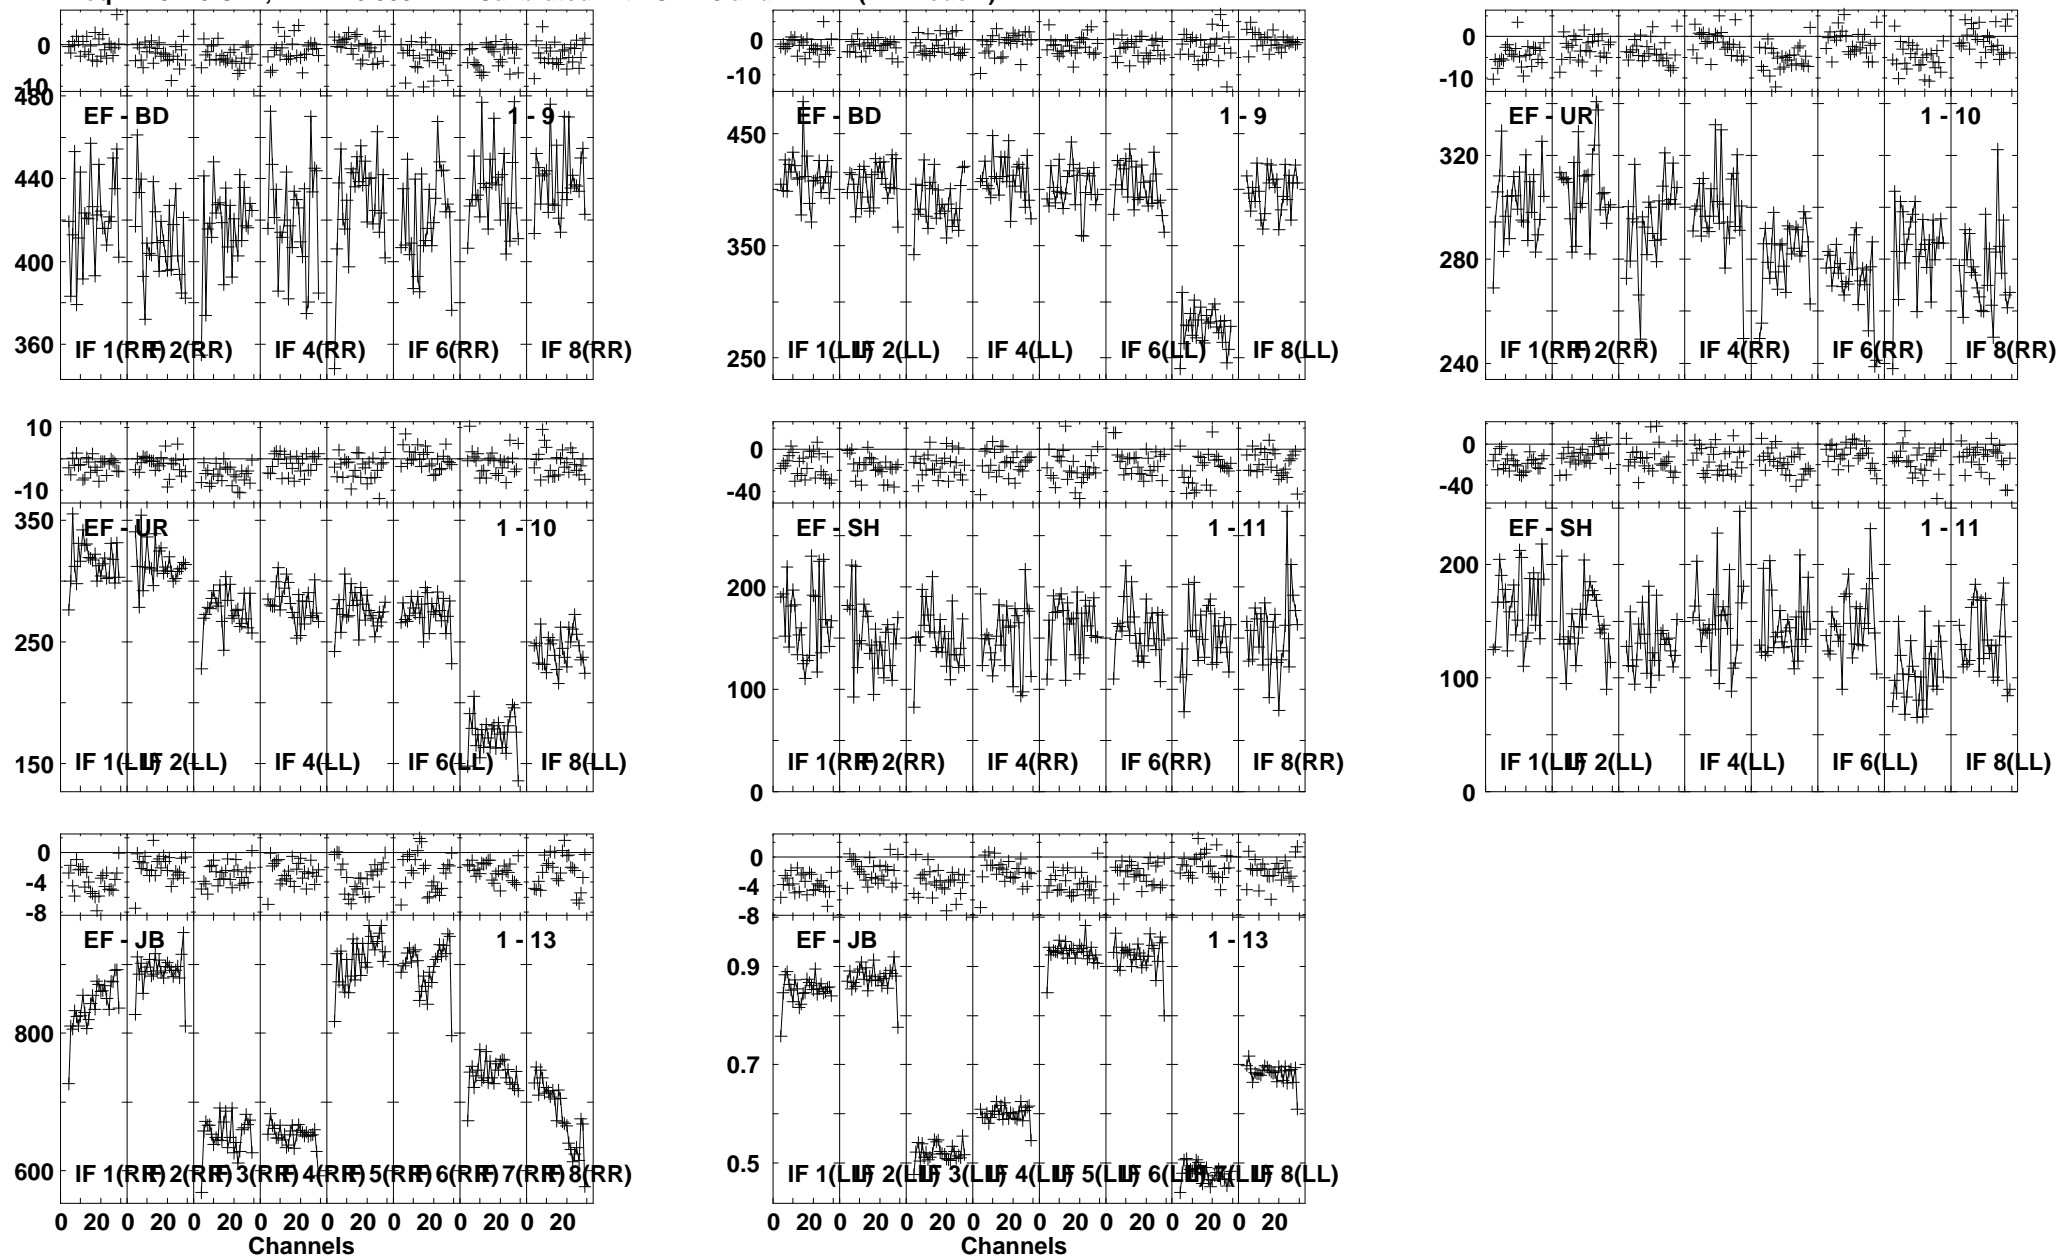 0
-10
480
440
400
360
EF - BD
1 - 9
IF 1(RR)
IF 2(RR)
IF 4(RR)
IF 6(RR)
IF 8(RR)
0
-10
450
350
250
EF - BD
1 - 9
IF 1(LL)
IF 2(LL)
IF 4(LL)
IF 6(LL)
IF 8(LL)
0
-10
320
280
240
EF - UR
1 - 10
IF 1(RR)
IF 2(RR)
IF 4(RR)
IF 6(RR)
IF 8(RR)
10
-10
350
250
150
EF - UR
1 - 10
IF 1(LL)
IF 2(LL)
IF 4(LL)
IF 6(LL)
IF 8(LL)
0
-40
200
100
0
EF - SH
1 - 11
IF 1(RR)
IF 2(RR)
IF 4(RR)
IF 6(RR)
IF 8(RR)
0
-40
200
100
0
EF - SH
1 - 11
IF 1(LL)
IF 2(LL)
IF 4(LL)
IF 6(LL)
IF 8(LL)
0
-4
-8
800
600
EF - JB
1 - 13
IF 1(RR)
IF 2(RR)
IF 3(RR)
IF 4(RR)
IF 5(RR)
IF 6(RR)
IF 7(RR)
IF 8(RR)
0 20 0 20 0 20 0 20 0 20 0 20 0 20 0 20
Channels
0
-4
-8
0.9
0.7
0.5
EF - JB
1 - 13
IF 1(LL)
IF 2(LL)
IF 3(LL)
IF 4(LL)
IF 5(LL)
IF 6(LL)
IF 7(LL)
IF 8(LL)
0 20 0 20 0 20 0 20 0 20 0 20 0 20 0 20
Channels